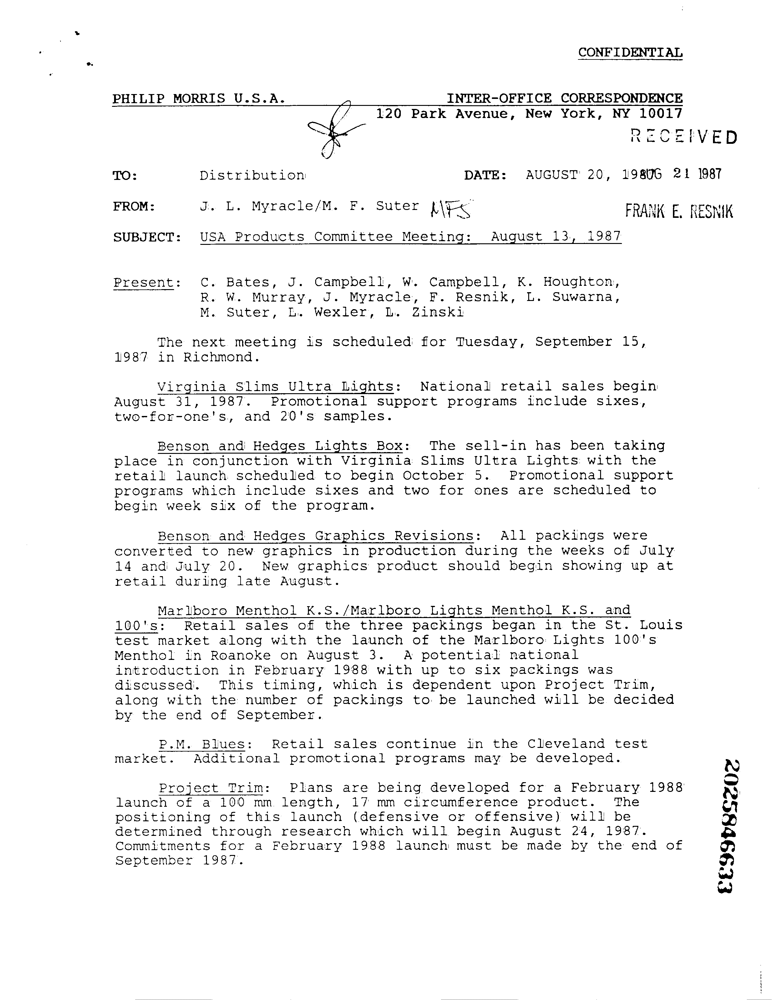 CONFIDENTIAL
PHILIP MORRIS U.S.A. INTER-OFFICE CORRESPONDENCE
120 Park Avenue, New York, NY 10017
RECEIVED
TO: Distribution DATE: AUGUST 20, 198 AUG 21 1987
FROM: J. L. Myracle/M. F. Suter MFS FRANK E. RESNIK
SUBJECT: USA Products Committee Meeting: August 13, 1987
Present: C. Bates, J. Campbell, W. Campbell, K. Houghton,
R. W. Murray, J. Myracle, F. Resnik, L. Suwarna,
M. Suter, L. Wexler, L. Zinski
The next meeting is scheduled for Tuesday, September 15,
1987 in Richmond.
Virginia Slims Ultra Lights: National retail sales begin
August 31, 1987. Promotional support programs include sixes,
two-for-one's, and 20's samples.
Benson and Hedges Lights Box: The sell-in has been taking
place in conjunction with Virginia Slims Ultra Lights with the
retail launch scheduled to begin October 5. Promotional support
programs which include sixes and two for ones are scheduled to
begin week six of the program.
Benson and Hedges Graphics Revisions: All packings were
converted to new graphics in production during the weeks of July
14 and July 20. New graphics product should begin showing up at
retail during late August.
Marlboro Menthol K.S./Marlboro Lights Menthol K.S. and
100's: Retail sales of the three packings began in the St. Louis
test market along with the launch of the Marlboro Lights 100's
Menthol in Roanoke on August 3. A potential national
introduction in February 1988 with up to six packings was
discussed. This timing, which is dependent upon Project Trim,
along with the number of packings to be launched will be decided
by the end of September.
P.M. Blues: Retail sales continue in the Cleveland test
market. Additional promotional programs may be developed.
Project Trim: Plans are being developed for a February 1988
launch of a 100 mm length, 17 mm circumference product. The
positioning of this launch (defensive or offensive) will be
determined through research which will begin August 24, 1987.
Commitments for a February 1988 launch must be made by the end of
September 1987.
2025846633